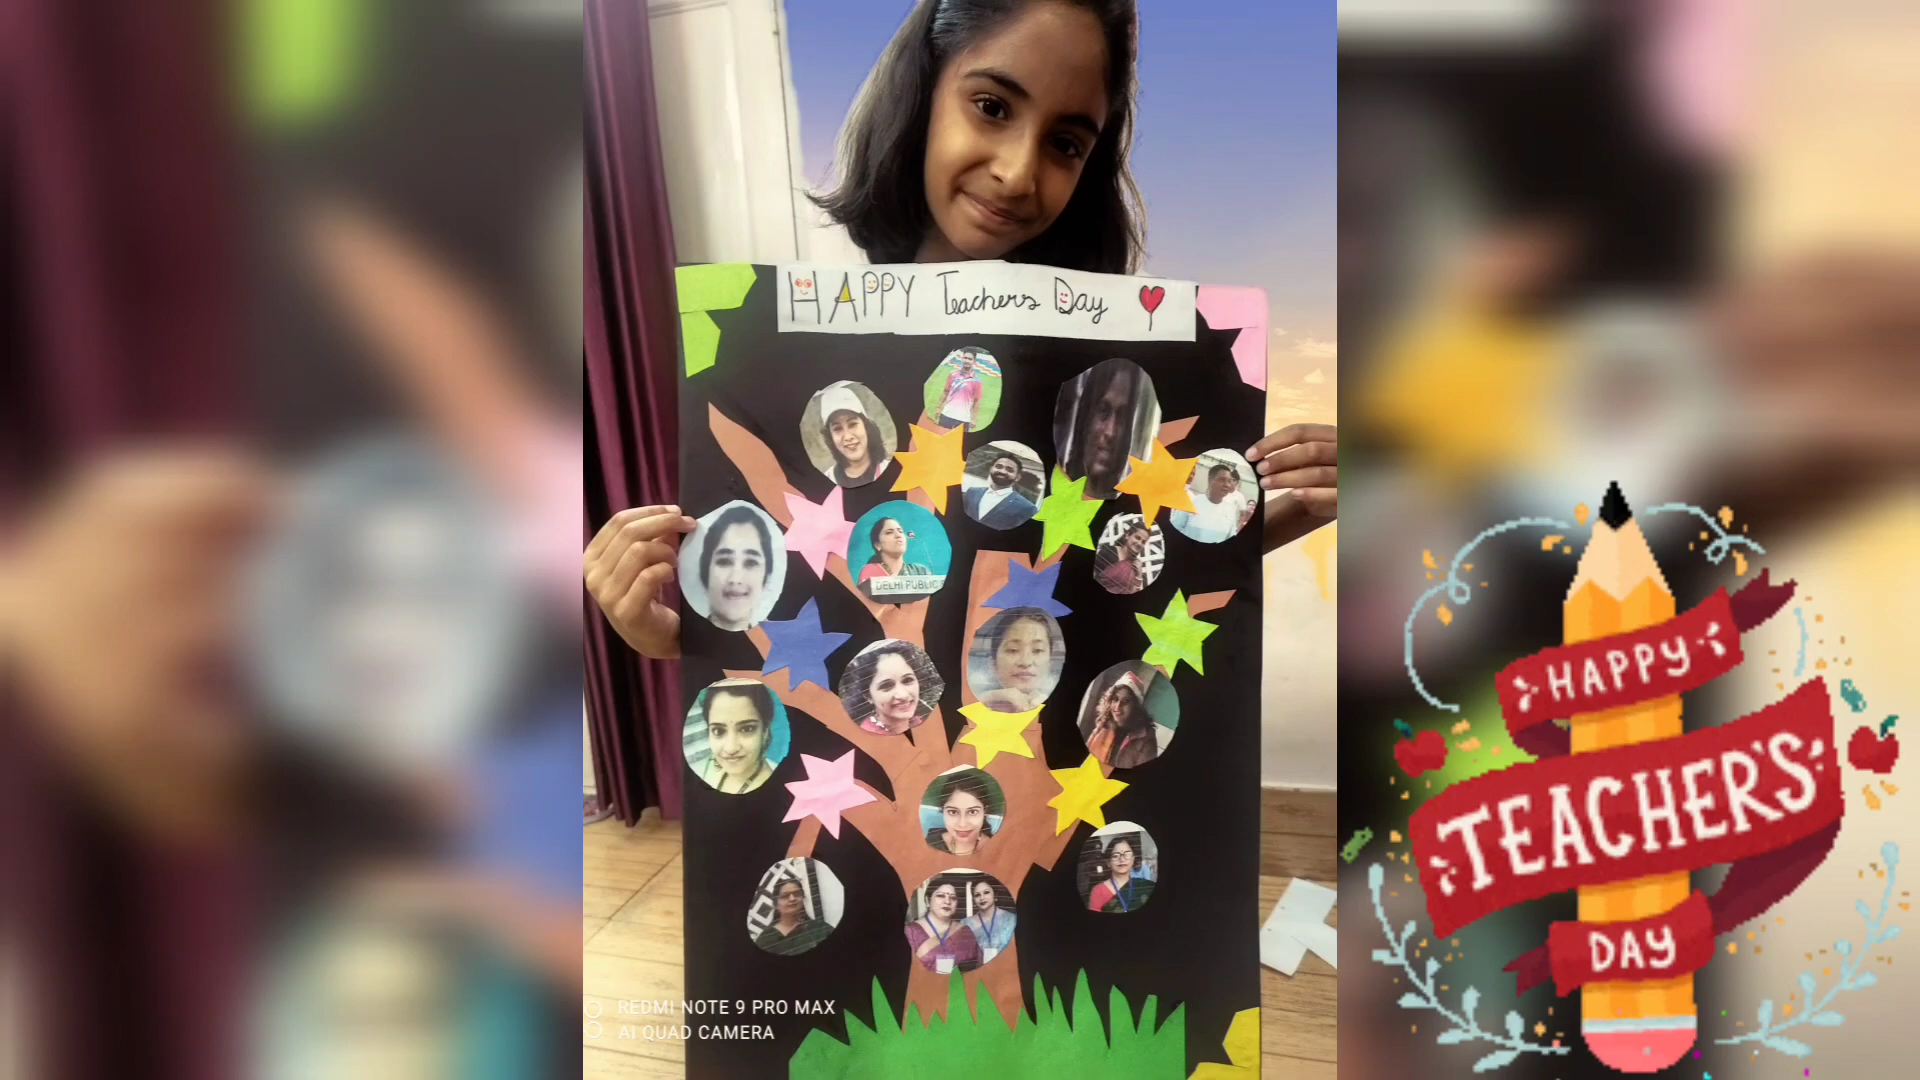 HAPPY Teachers Day
DELHI PUBLIC
REDMI NOTE 9 PRO MAX
AI QUAD CAMERA
HAPPY
TEACHER'S
DAY